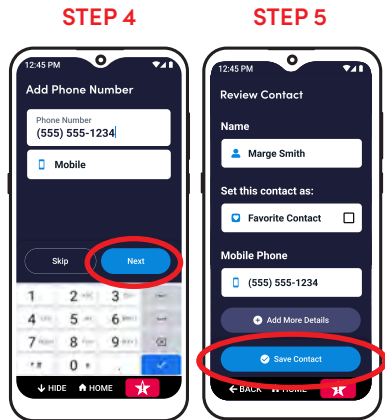 STEP 4
12:45 PM
Add Phone Number
Phone Number
(555) 555-1234
Mobile
Skip
Next
1 2 ABC 3
4 5 6
7 8 9
* # 0 + .
HIDE HOME
STEP 5
12:45 PM
Review Contact
Name
Marge Smith
Set this contact as:
Favorite Contact
Mobile Phone
(555) 555-1234
Add More Details
Save Contact
BACK HOME